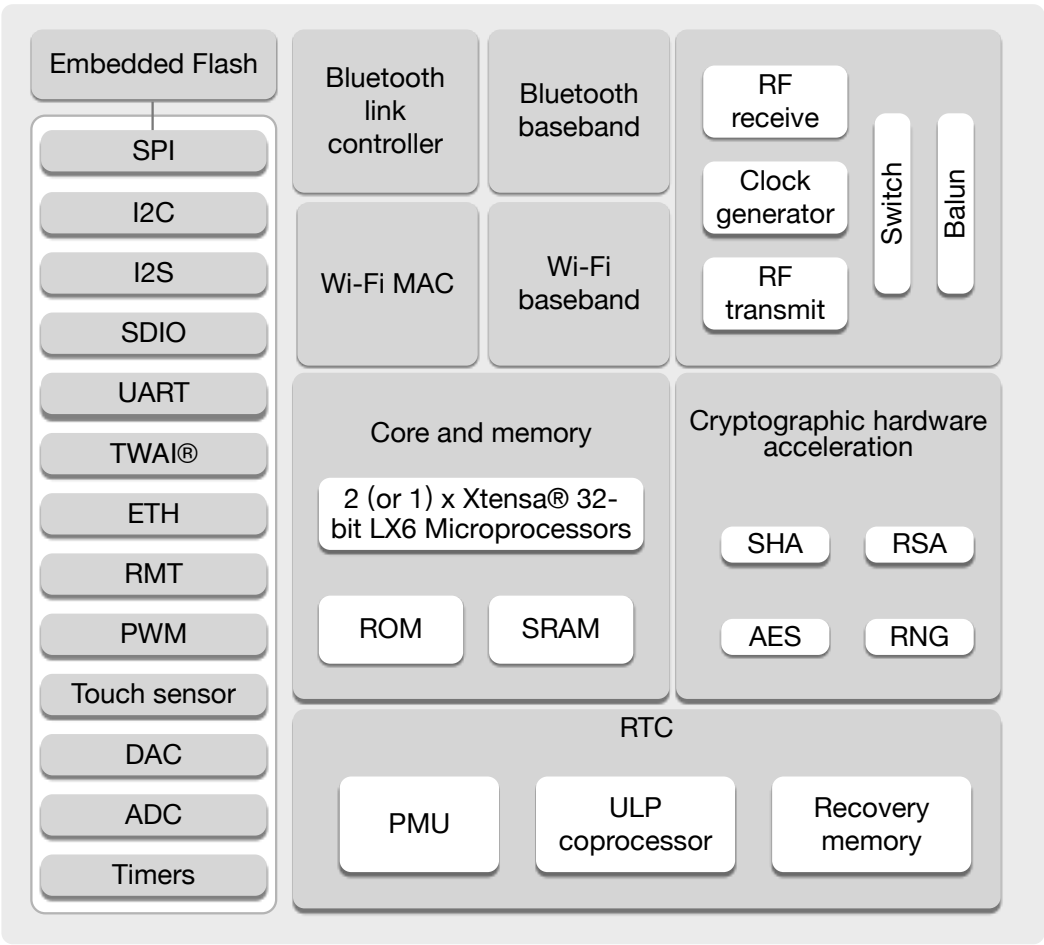 Embedded Flash
SPI
I2C
I2S
SDIO
UART
TWAI®
ETH
RMT
PWM
Touch sensor
DAC
ADC
Timers
Bluetooth
link
controller
Bluetooth
baseband
Wi-Fi MAC
Wi-Fi
baseband
RF
receive
Clock
generator
RF
transmit
Switch
Balun
Core and memory
2 (or 1) x Xtensa® 32-
bit LX6 Microprocessors
ROM
SRAM
Cryptographic hardware
acceleration
SHA
RSA
AES
RNG
RTC
PMU
ULP
coprocessor
Recovery
memory